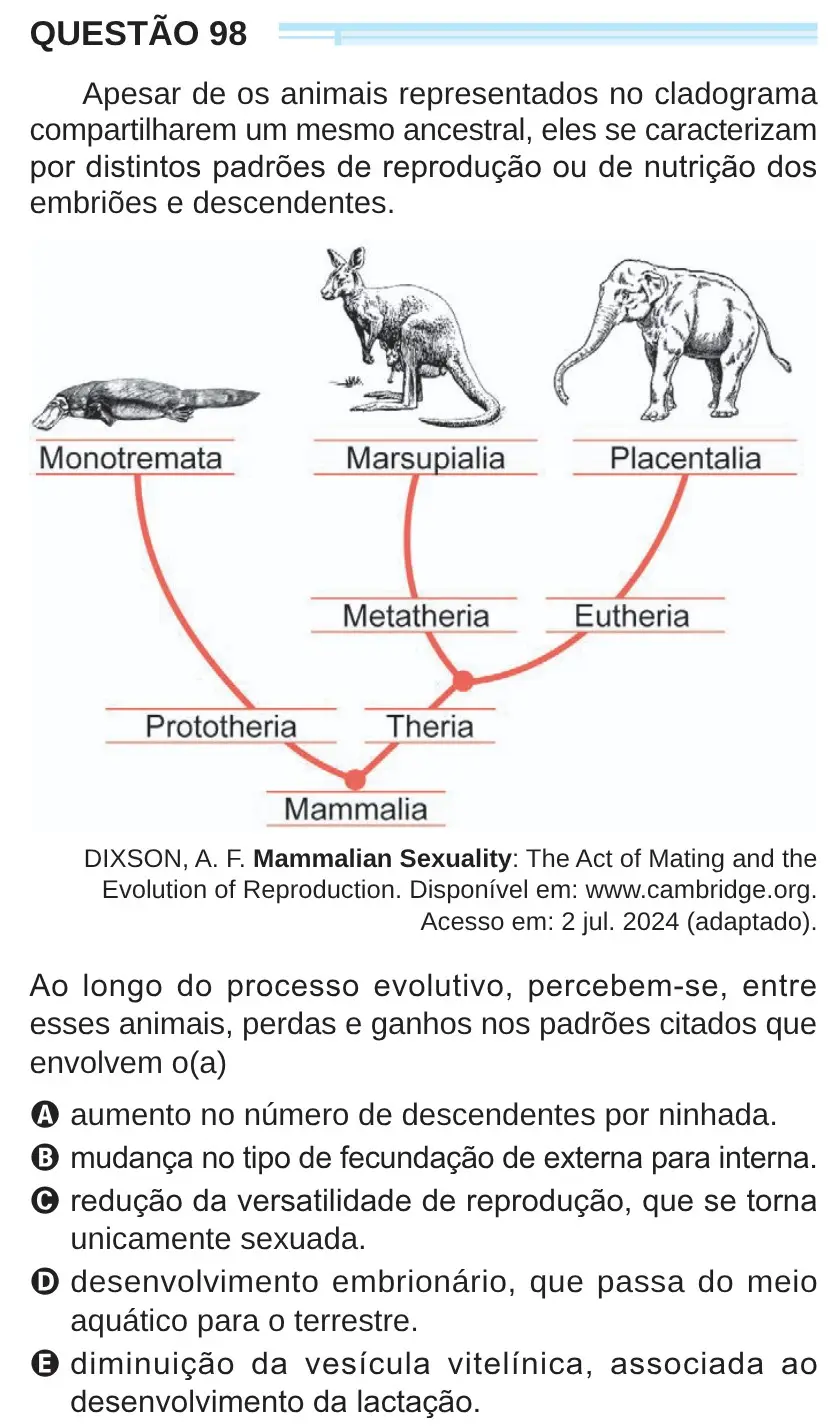 QUESTÃO 98
Apesar de os animais representados no cladograma
compartilharem um mesmo ancestral, eles se caracterizam
por distintos padrões de reprodução ou de nutrição dos
embriões e descendentes.
Monotremata
Marsupialia
Placentalia
Metatheria
Eutheria
Prototheria
Theria
Mammalia
DIXSON, A. F. Mammalian Sexuality: The Act of Mating and the
Evolution of Reproduction. Disponível em: www.cambridge.org.
Acesso em: 2 jul. 2024 (adaptado).
Ao longo do processo evolutivo, percebem-se, entre
esses animais, perdas e ganhos nos padrões citados que
envolvem o(a)
A aumento no número de descendentes por ninhada.
B mudança no tipo de fecundação de externa para interna.
C redução da versatilidade de reprodução, que se torna
unicamente sexuada.
D desenvolvimento embrionário, que passa do meio
aquático para o terrestre.
E diminuição da vesícula vitelínica, associada ao
desenvolvimento da lactação.